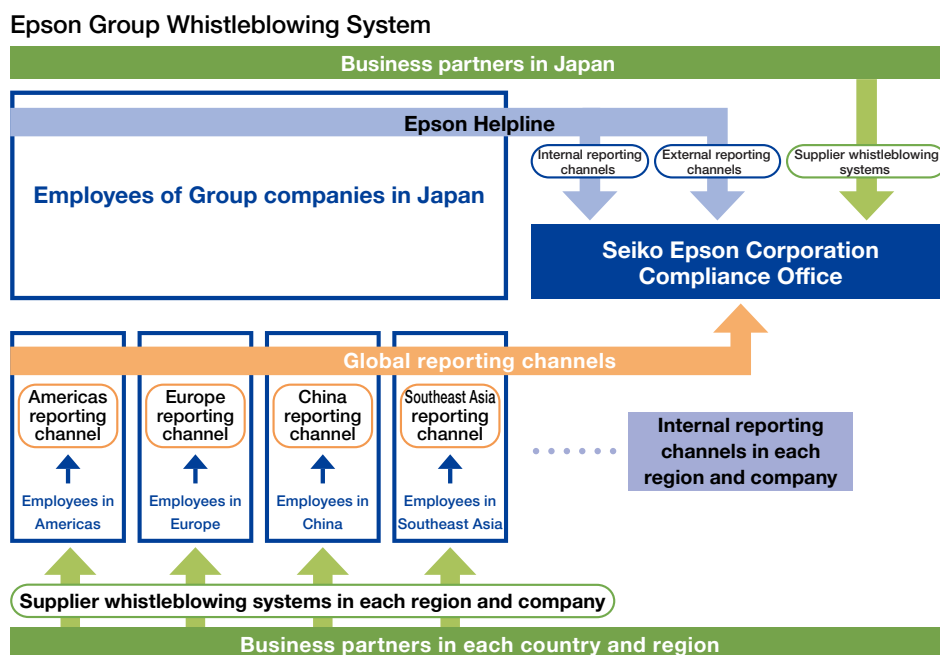 Epson Group Whistleblowing System
Business partners in Japan
Epson Helpline
Employees of Group companies in Japan
Internal reporting
channels
External reporting
channels
Supplier whistleblowing
systems
Seiko Epson Corporation
Compliance Office
Global reporting channels
Americas
reporting
channel
Europe
reporting
channel
China
reporting
channel
Southeast Asia
reporting
channel
Internal reporting
channels in each
region and company
Employees in
Americas
Employees in
Europe
Employees in
China
Employees in
Southeast Asia
Supplier whistleblowing systems in each region and company
Business partners in each country and region